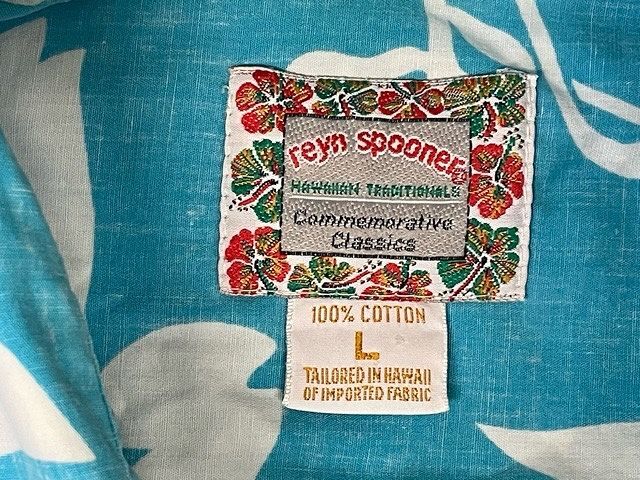 reyn spooner®
HAWAIIAN TRADITIONALS
Commemorative
Classics
100% COTTON
L
TAILORED IN HAWAII
OF IMPORTED FABRIC